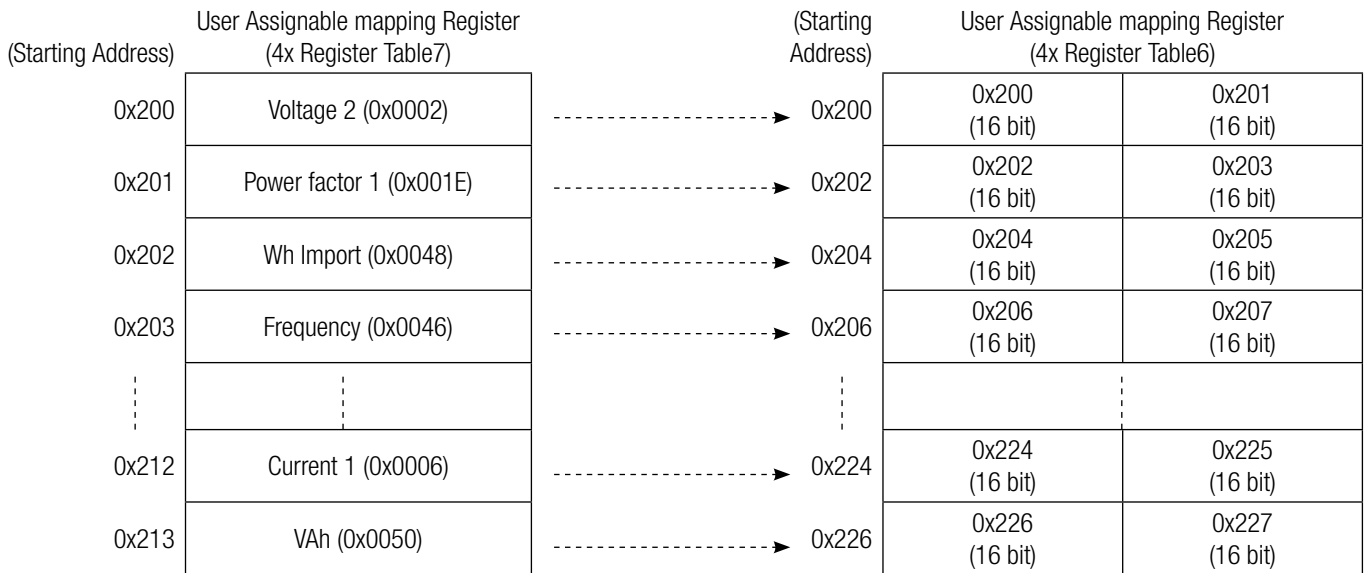 User Assignable mapping Register
(4x Register Table7)
(Starting Address)
(Starting
Address)
User Assignable mapping Register
(4x Register Table6)
0x200
Voltage 2 (0x0002)
0x200
0x200
(16 bit)
0x201
(16 bit)
0x201
Power factor 1 (0x001E)
0x202
0x202
(16 bit)
0x203
(16 bit)
0x202
Wh Import (0x0048)
0x204
0x204
(16 bit)
0x205
(16 bit)
0x203
Frequency (0x0046)
0x206
0x206
(16 bit)
0x207
(16 bit)
0x212
Current 1 (0x0006)
0x224
0x224
(16 bit)
0x225
(16 bit)
0x213
VAh (0x0050)
0x226
0x226
(16 bit)
0x227
(16 bit)